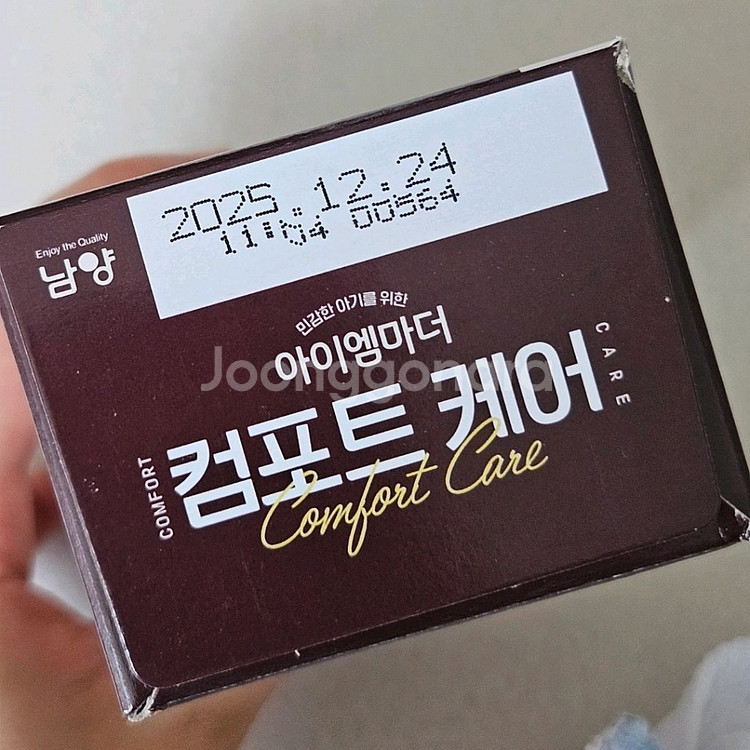 2025.12.24
11:04 00564
Enjoy the Quality
남양
민감한 아기를 위한
아이엠마더
Joonggonara
컴포트 케어
Comfort Care
COMFORT
CARE